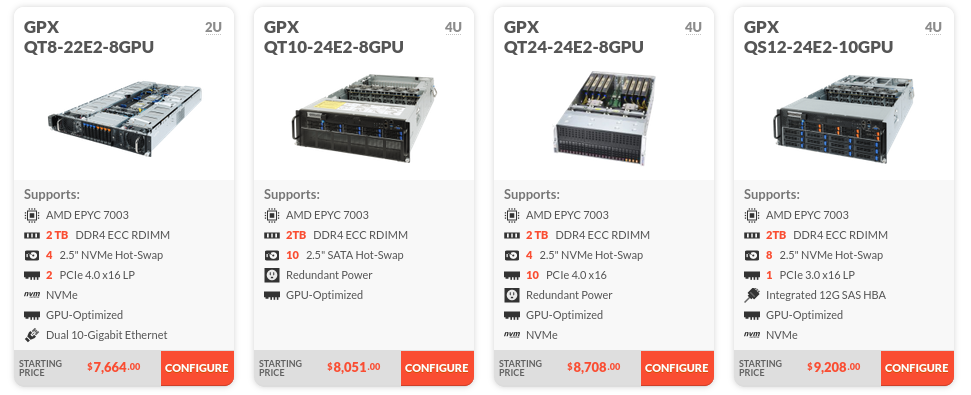 GPX
QT8-22E2-8GPU
2U
Supports:
AMD EPYC 7003
2 TB DDR4 ECC RDIMM
4 2.5" NVMe Hot-Swap
2 PCIe 4.0 x16 LP
nvm NVMe
GPU-Optimized
Dual 10-Gigabit Ethernet
STARTING
PRICE
$7,664.00
CONFIGURE
GPX
QT10-24E2-8GPU
4U
Supports:
AMD EPYC 7003
2TB DDR4 ECC RDIMM
10 2.5" SATA Hot-Swap
Redundant Power
GPU-Optimized
STARTING
PRICE
$8,051.00
CONFIGURE
GPX
QT24-24E2-8GPU
4U
Supports:
AMD EPYC 7003
2 TB DDR4 ECC RDIMM
4 2.5" NVMe Hot-Swap
10 PCIe 4.0 x16
Redundant Power
GPU-Optimized
nvm NVMe
STARTING
PRICE
$8,708.00
CONFIGURE
GPX
QS12-24E2-10GPU
4U
Supports:
AMD EPYC 7003
2TB DDR4 ECC RDIMM
8 2.5" NVMe Hot-Swap
1 PCIe 3.0 x16 LP
Integrated 12G SAS HBA
GPU-Optimized
nvm NVMe
STARTING
PRICE
$9,208.00
CONFIGURE